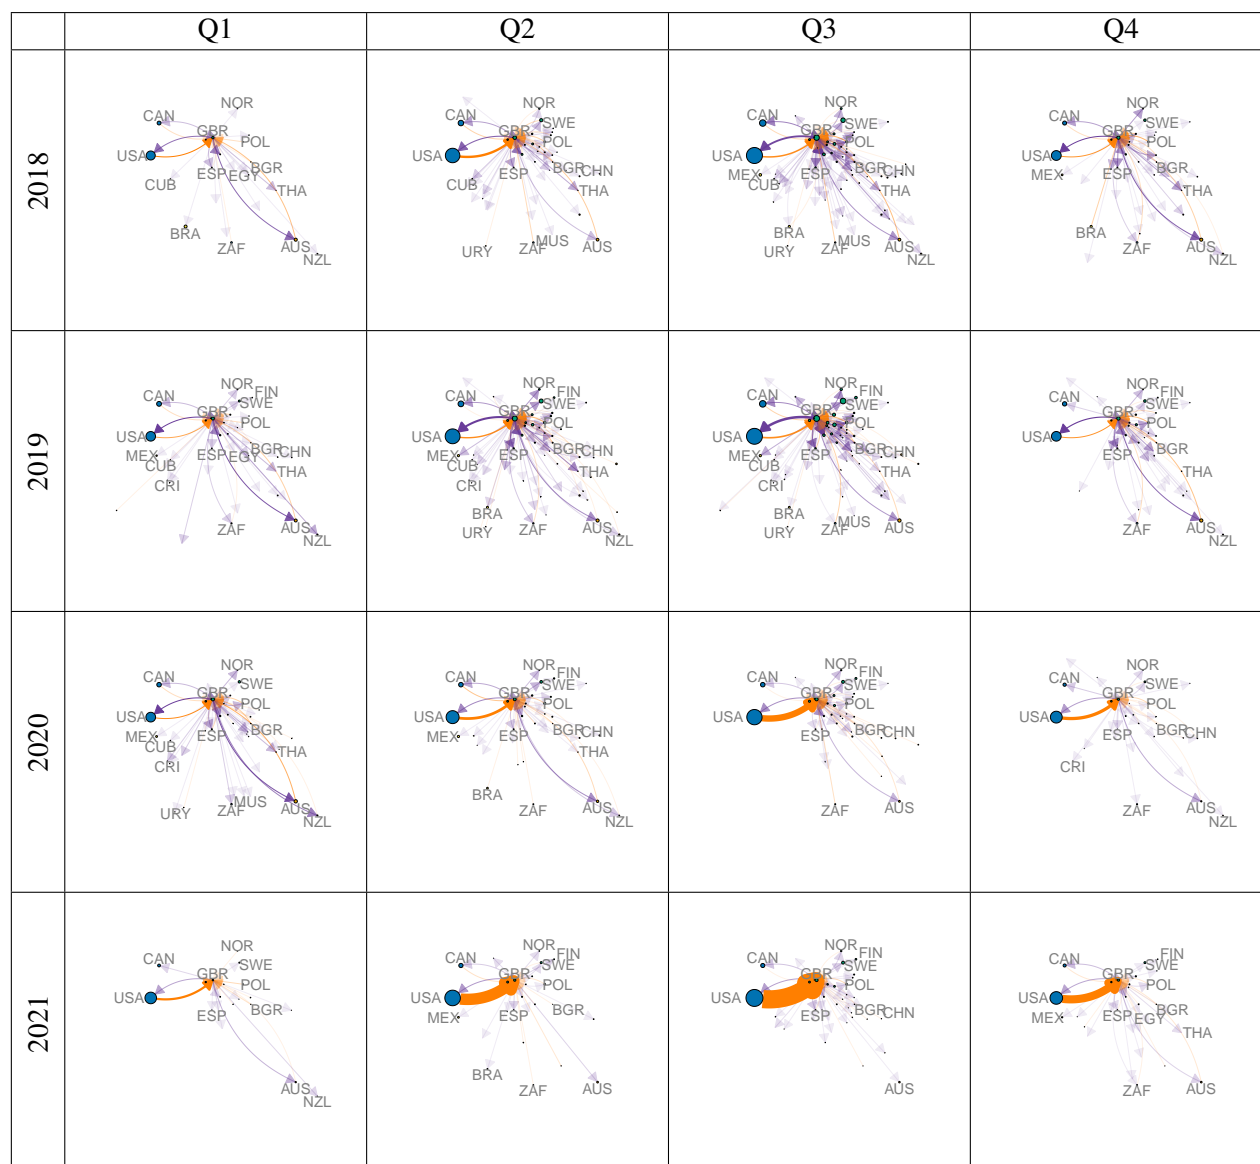 Q1 Q2 Q3 Q4
2018
CAN NOR GBR POL USA ESP EGY BGR CUB THA BRA ZAF AUS NZL
CAN NOR GBR SWE POL USA ESP BGR CHN CUB THA URY ZAF MUS AUS
CAN NOR GBR SWE POL USA MEX CUB ESP BGR CHN THA BRA URY ZAF MUS AUS NZL
CAN NOR GBR POL USA MEX ESP BGR THA BRA ZAF AUS NZL
2019
CAN NOR FIN SWE GBR POL USA MEX CUB ESP EGY BGR CHN THA CRI ZAF AUS NZL
CAN NOR GBR SWE POL USA MEX CUB ESP BGR CHN THA CRI BRA URY ZAF AUS NZL
CAN NOR FIN GBR SWE POL USA MEX CUB ESP BGR CHN THA CRI BRA URY ZAF MUS AUS
CAN NOR SWE GBR POL USA ESP BGR THA ZAF AUS NZL
2020
CAN NOR SWE GBR POL USA MEX CUB ESP BGR THA CRI URY ZAF MUS AUS NZL
CAN NOR FIN SWE GBR POL USA MEX ESP BGR CHN THA BRA ZAF AUS NZL
CAN NOR FIN SWE GBR POL USA ESP BGR CHN ZAF AUS
CAN NOR SWE GBR POL USA ESP BGR CHN CRI AUS NZL
2021
CAN NOR SWE GBR POL USA ESP BGR AUS NZL
CAN NOR FIN SWE GBR POL USA MEX ESP BGR BRA ZAF AUS
CAN NOR FIN SWE GBR POL USA ESP BGR CHN AUS
CAN FIN SWE GBR POL USA MEX ESP EGY BGR THA ZAF AUS